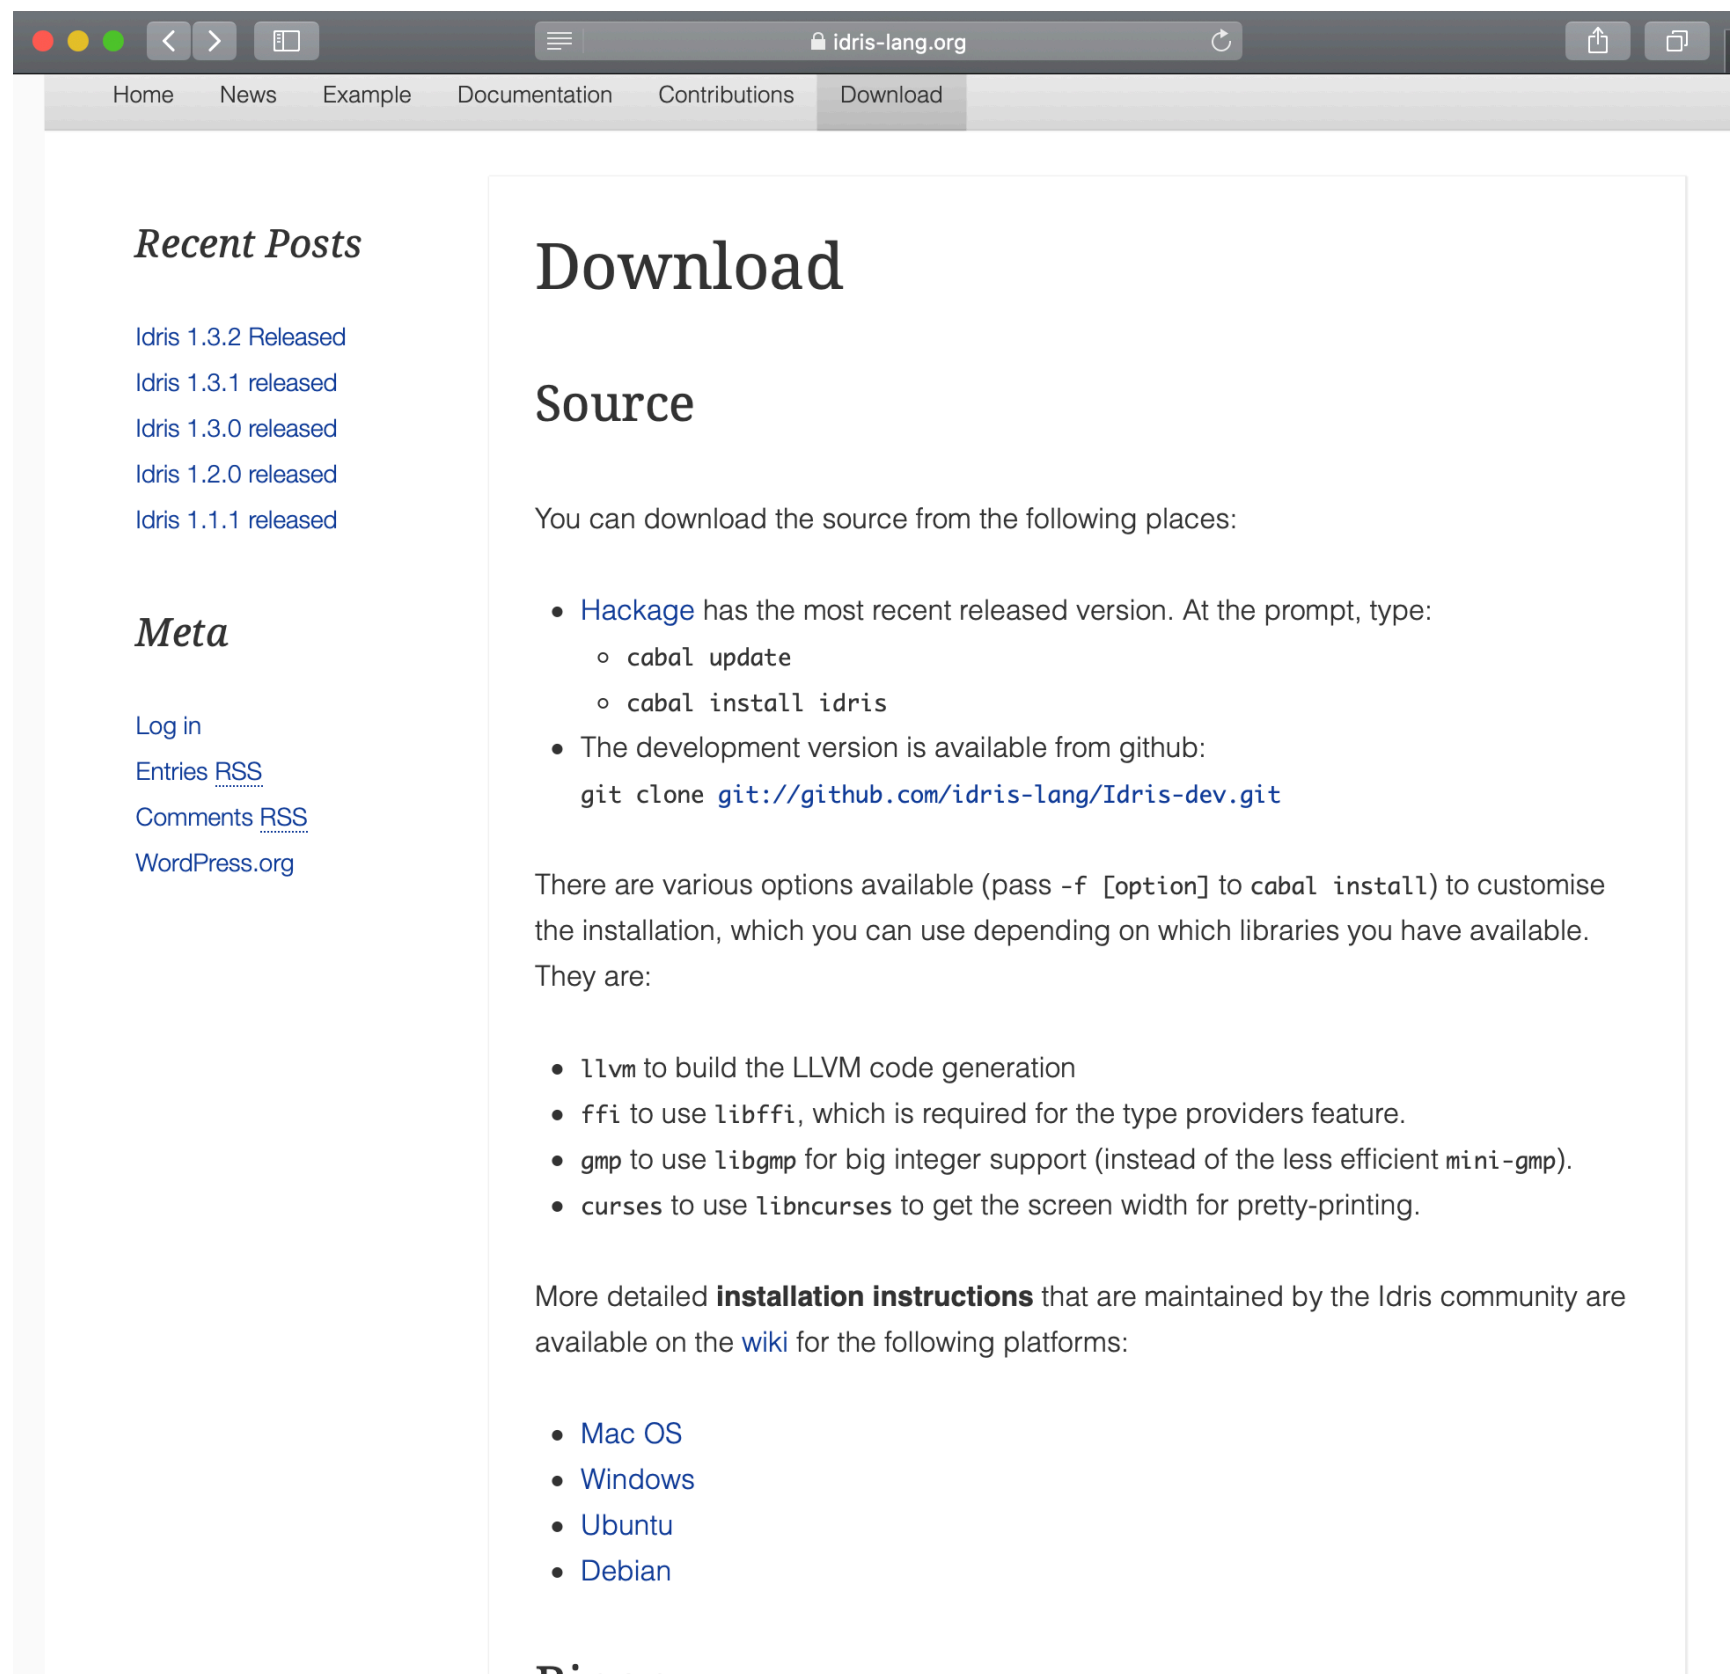 idris-lang.org
Home News Example Documentation Contributions Download
Recent Posts
Idris 1.3.2 Released
Idris 1.3.1 released
Idris 1.3.0 released
Idris 1.2.0 released
Idris 1.1.1 released
Meta
Log in
Entries RSS
Comments RSS
WordPress.org
Download
Source
You can download the source from the following places:
• Hackage has the most recent released version. At the prompt, type:
◦ cabal update
◦ cabal install idris
• The development version is available from github:
git clone git://github.com/idris-lang/Idris-dev.git
There are various options available (pass -f [option] to cabal install) to customise
the installation, which you can use depending on which libraries you have available.
They are:
• llvm to build the LLVM code generation
• ffi to use libffi, which is required for the type providers feature.
• gmp to use libgmp for big integer support (instead of the less efficient mini-gmp).
• curses to use libncurses to get the screen width for pretty-printing.
More detailed installation instructions that are maintained by the Idris community are
available on the wiki for the following platforms:
• Mac OS
• Windows
• Ubuntu
• Debian